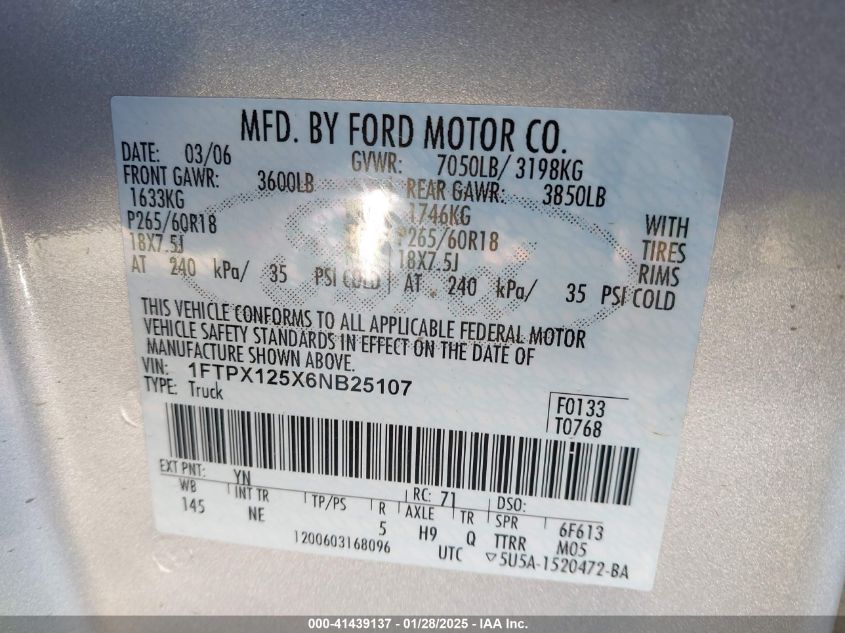 MFD. BY FORD MOTOR CO.
DATE: 03/06 GVWR: 7050LB/ 3198KG
FRONT GAWR: 3600LB REAR GAWR: 3850LB
1633KG 1746KG WITH
P265/60R18 P265/60R18 TIRES
18X7.5J 18X7.5J RIMS
AT 240 kPa/ 35 PSI COLD AT 240 kPa/ 35 PSI COLD
THIS VEHICLE CONFORMS TO ALL APPLICABLE FEDERAL MOTOR
VEHICLE SAFETY STANDARDS IN EFFECT ON THE DATE OF
MANUFACTURE SHOWN ABOVE.
VIN: 1FTPX125X6NB25107
TYPE: Truck
F0133
T0768
EXT PNT: YN RC: 71 DSO:
WB INT TR TP/PS R AXLE TR SPR 6F613
145 NE 5 H9 Q TTRR M05
1200603168096 UTC ▽5U5A-1520472-BA
000-41439137 - 01/28/2025 - IAA Inc.